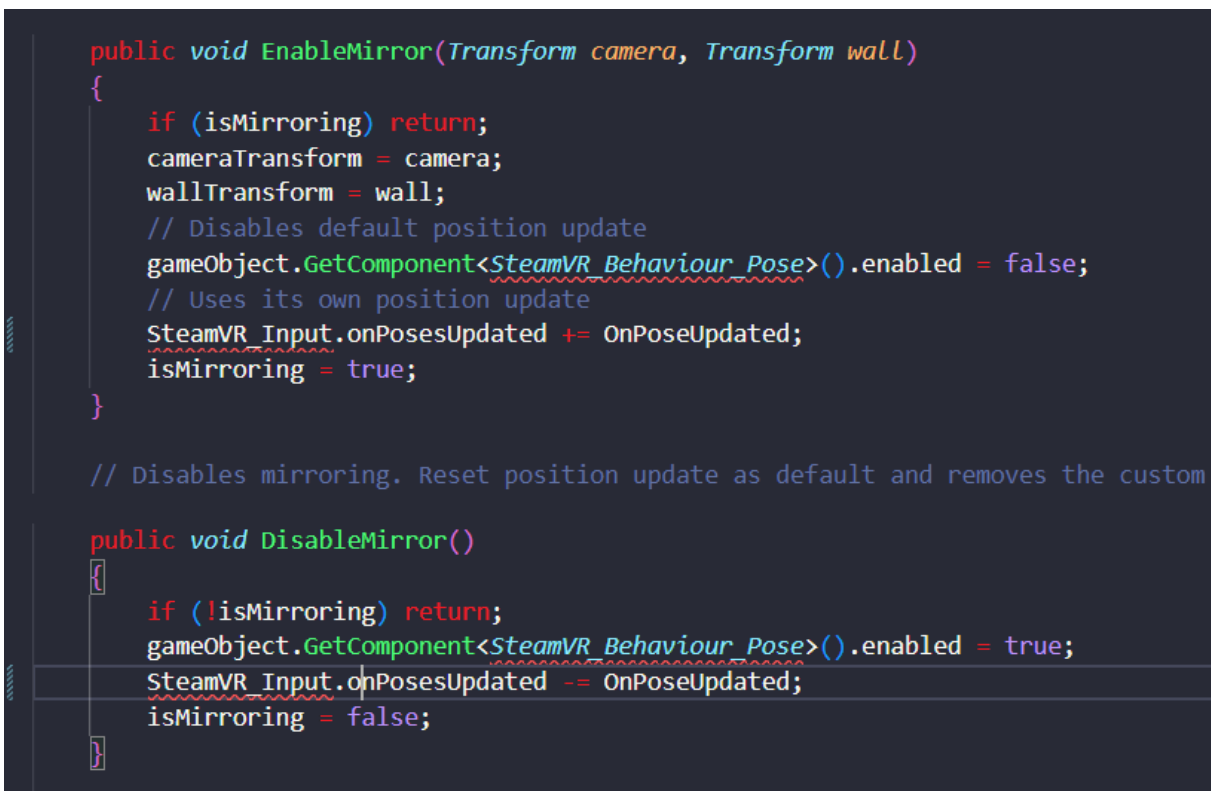 public void EnableMirror(Transform camera, Transform wall)
{
if (isMirroring) return;
cameraTransform = camera;
wallTransform = wall;
// Disables default position update
gameObject.GetComponent<SteamVR_Behaviour_Pose>().enabled = false;
// Uses its own position update
SteamVR_Input.onPosesUpdated += OnPoseUpdated;
isMirroring = true;
}
// Disables mirroring. Reset position update as default and removes the custom
public void DisableMirror()
{
if (!isMirroring) return;
gameObject.GetComponent<SteamVR_Behaviour_Pose>().enabled = true;
SteamVR_Input.onPosesUpdated -= OnPoseUpdated;
isMirroring = false;
}